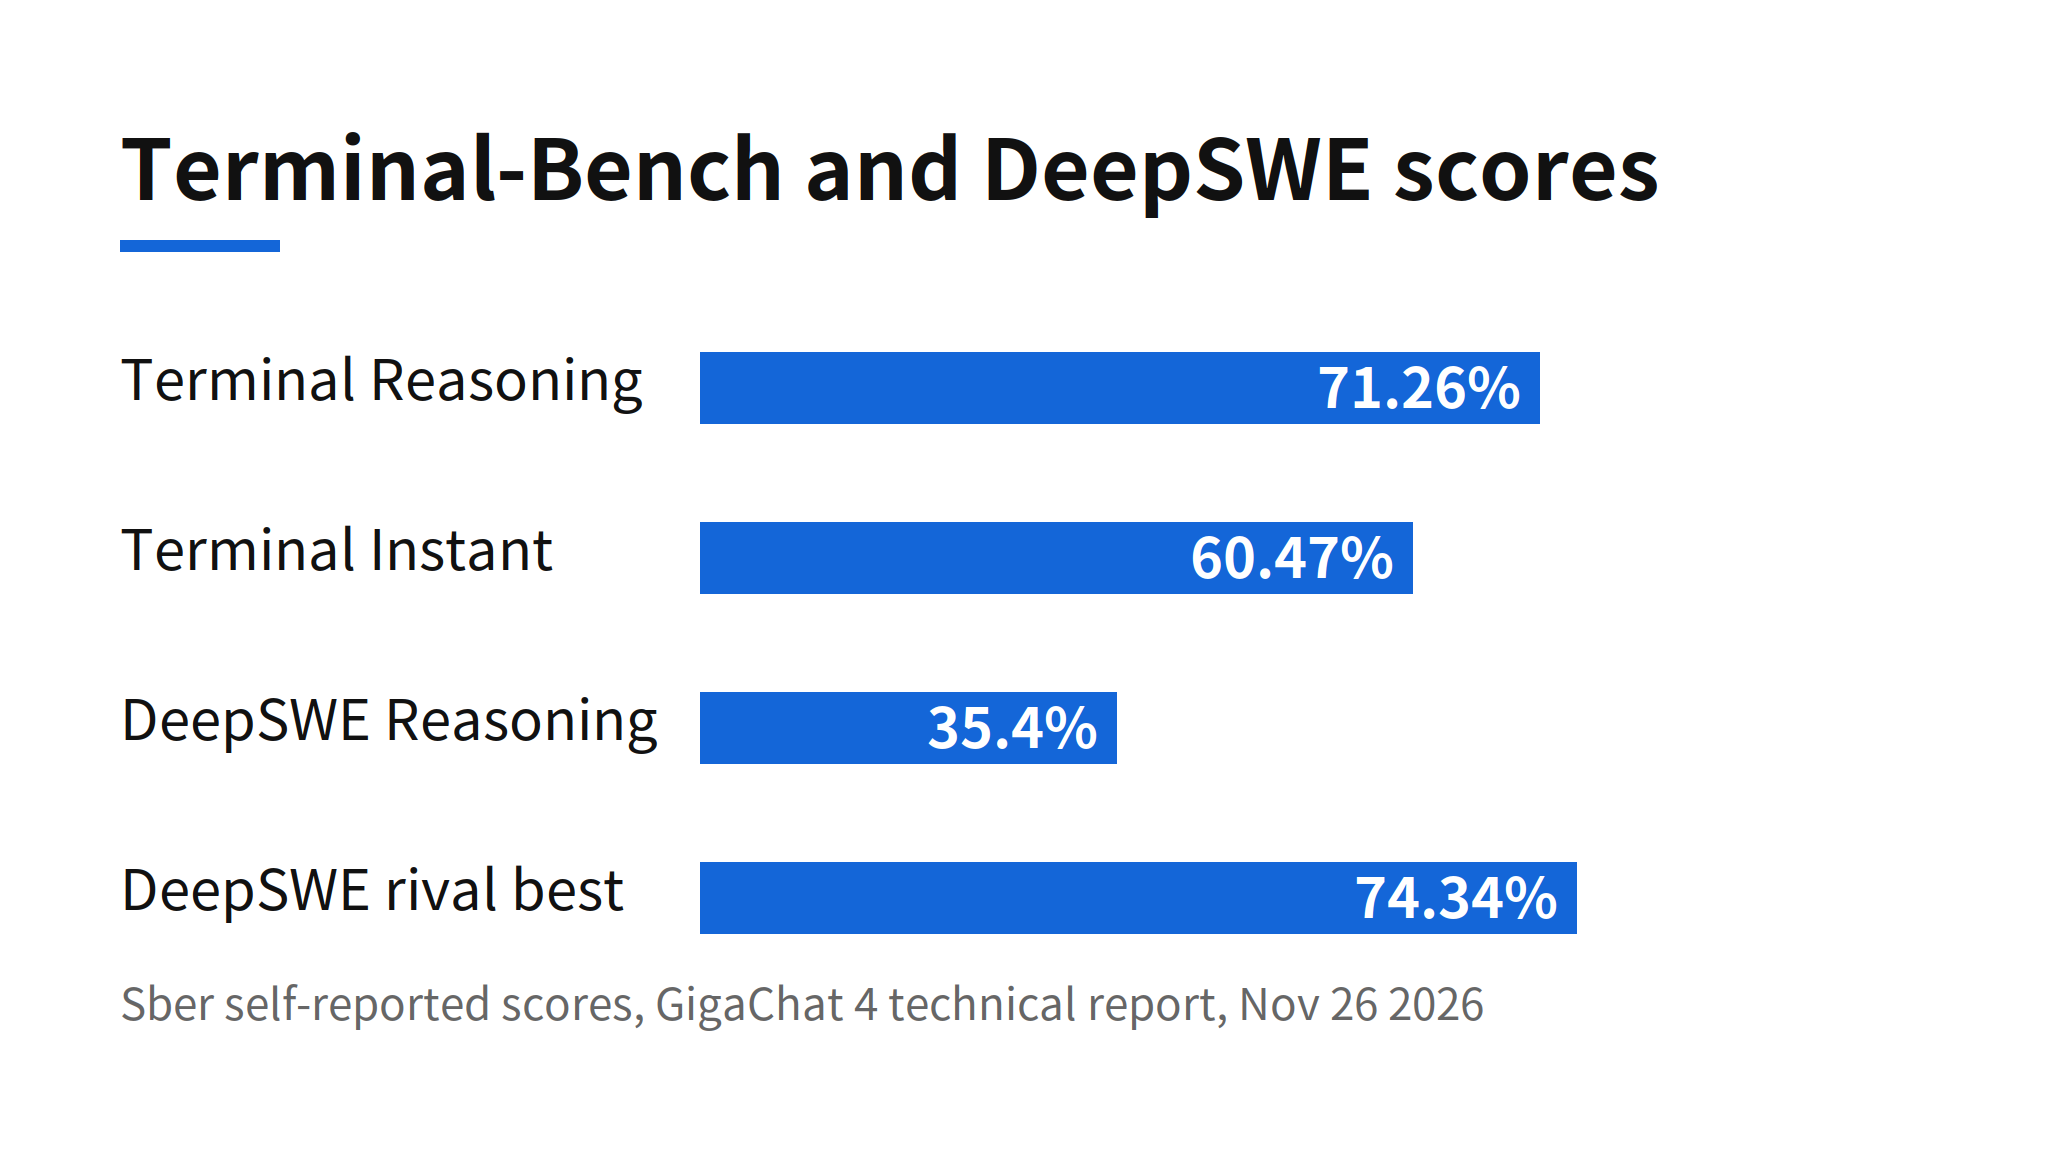 Terminal-Bench and DeepSWE scores
Terminal Reasoning 71.26%
Terminal Instant 60.47%
DeepSWE Reasoning 35.4%
DeepSWE rival best 74.34%
Sber self-reported scores, GigaChat 4 technical report, Nov 26 2026